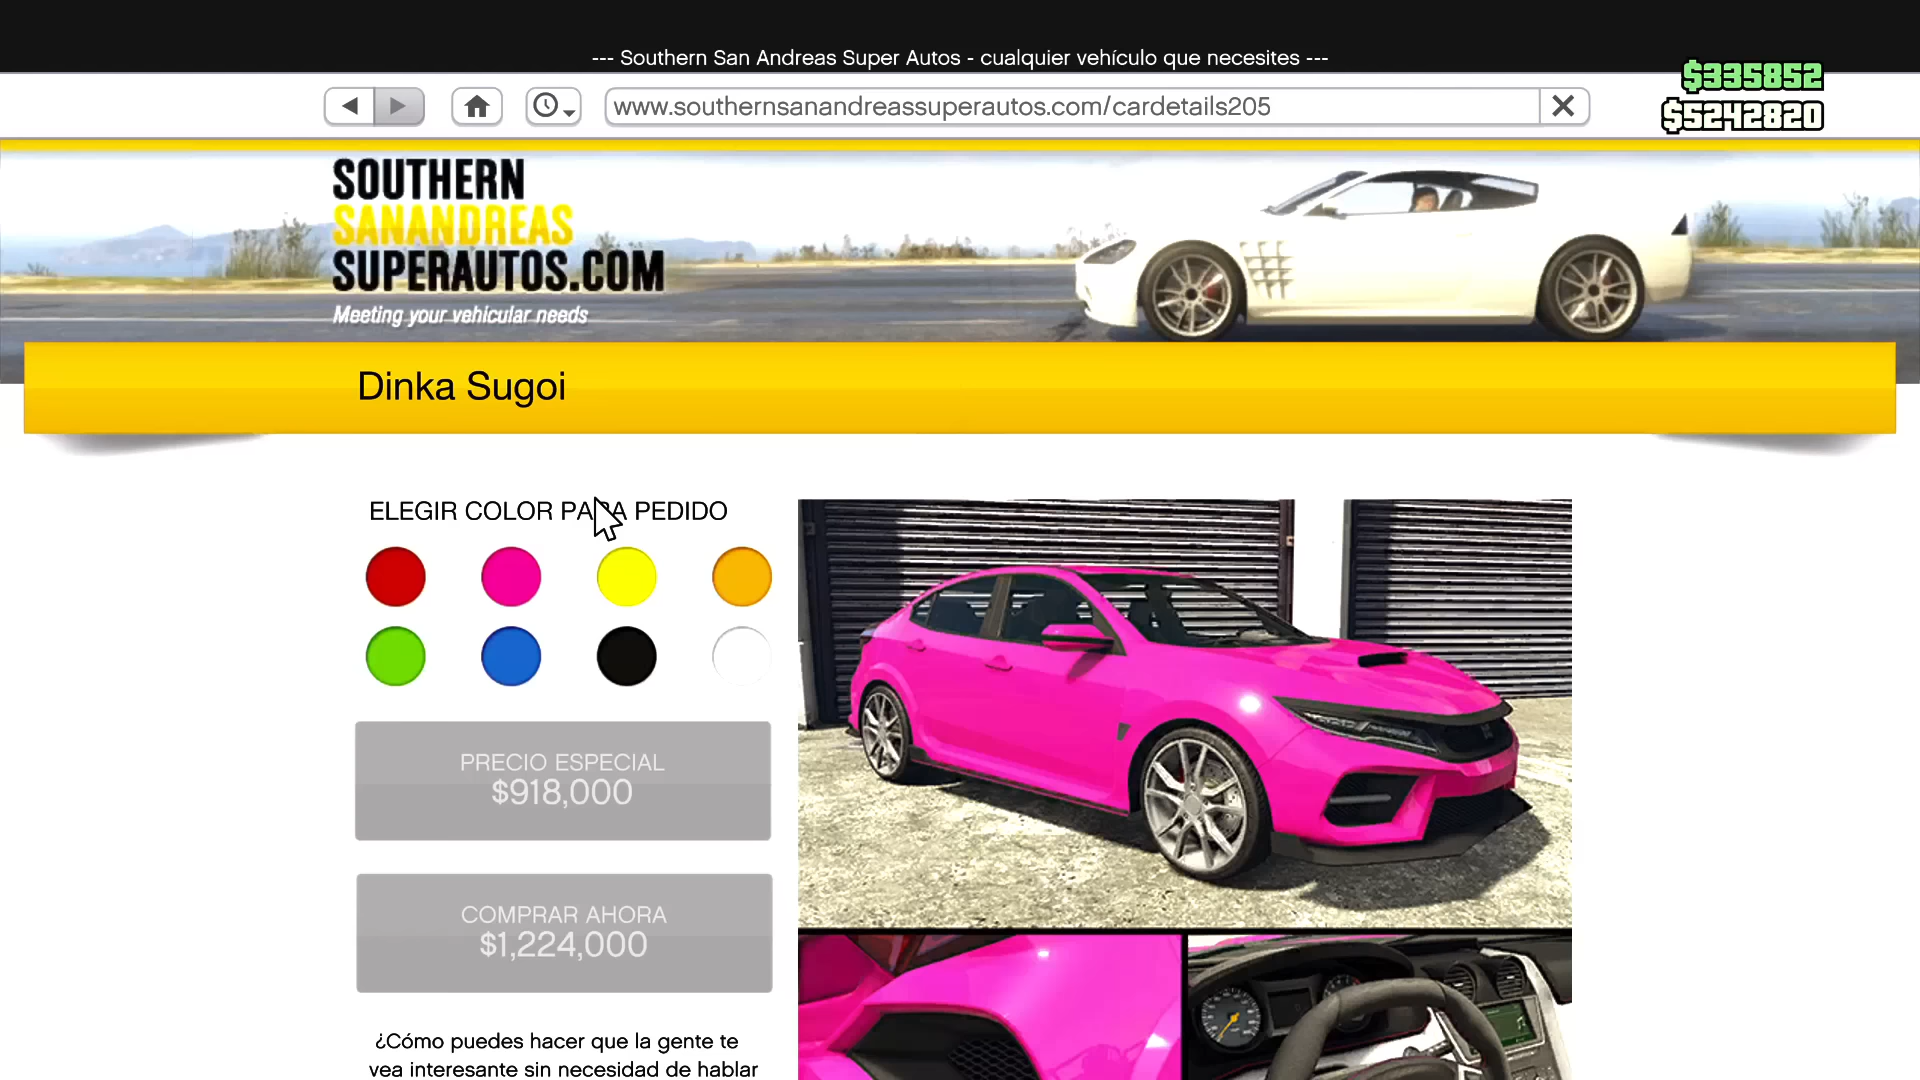 --- Southern San Andreas Super Autos - cualquier vehículo que necesites ---
$335852
$5242820
www.southernsanandreassuperautos.com/cardetails205
SOUTHERN
SANANDREAS
SUPERAUTOS.COM
Meeting your vehicular needs
Dinka Sugoi
ELEGIR COLOR PARA PEDIDO
PRECIO ESPECIAL
$918,000
COMPRAR AHORA
$1,224,000
¿Cómo puedes hacer que la gente te
vea interesante sin necesidad de hablar